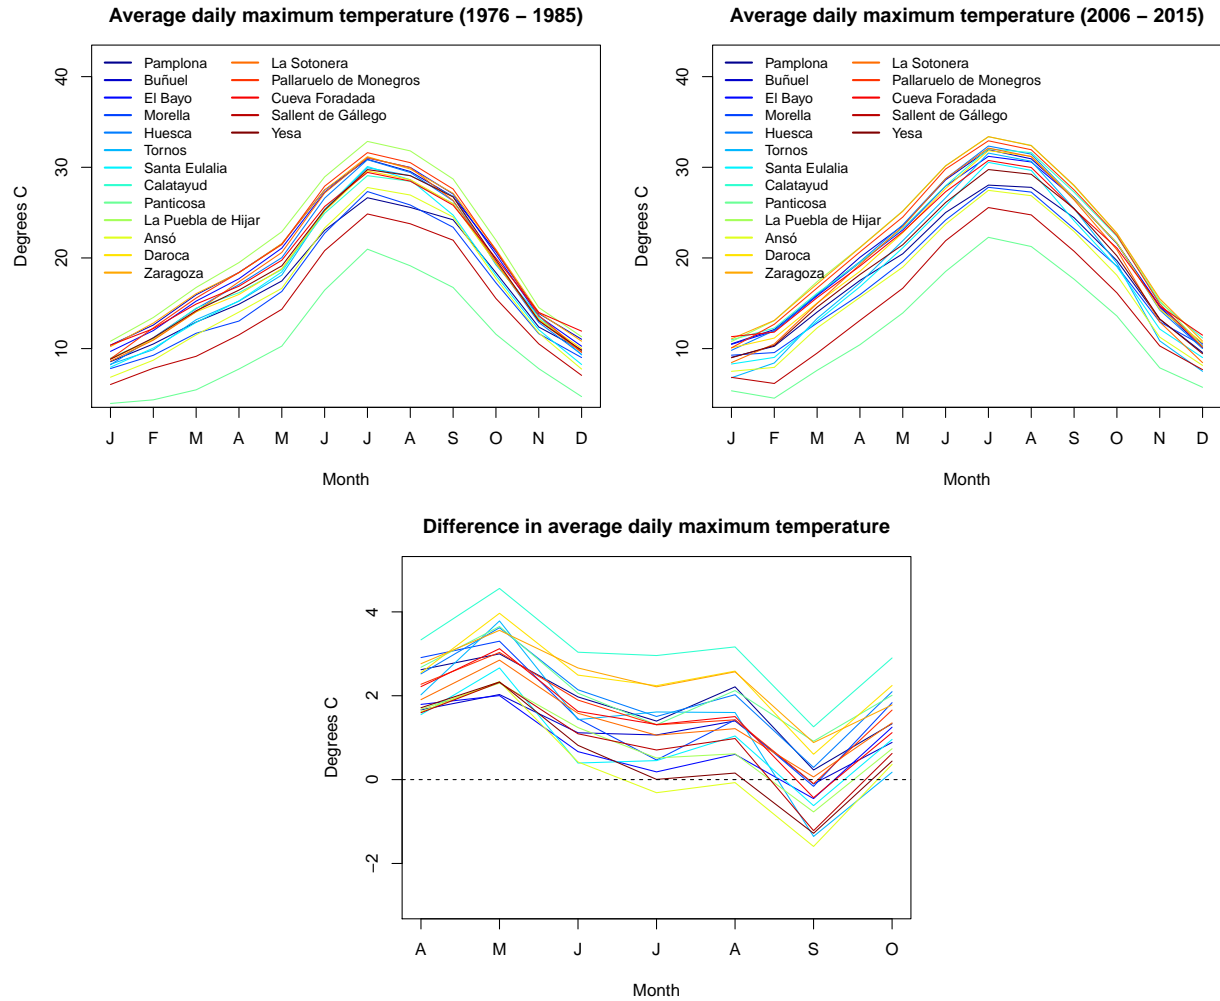 Average daily maximum temperature (1976 − 1985)
Degrees C
40
30
20
10
Pamplona
Buñuel
El Bayo
Morella
Huesca
Tornos
Santa Eulalia
Calatayud
Panticosa
La Puebla de Hijar
Ansó
Daroca
Zaragoza
La Sotonera
Pallaruelo de Monegros
Cueva Foradada
Sallent de Gállego
Yesa
J F M A M J J A S O N D
Month
Average daily maximum temperature (2006 − 2015)
Degrees C
40
30
20
10
Pamplona
Buñuel
El Bayo
Morella
Huesca
Tornos
Santa Eulalia
Calatayud
Panticosa
La Puebla de Hijar
Ansó
Daroca
Zaragoza
La Sotonera
Pallaruelo de Monegros
Cueva Foradada
Sallent de Gállego
Yesa
J F M A M J J A S O N D
Month
Difference in average daily maximum temperature
Degrees C
4
2
0
−2
A M J J A S O
Month